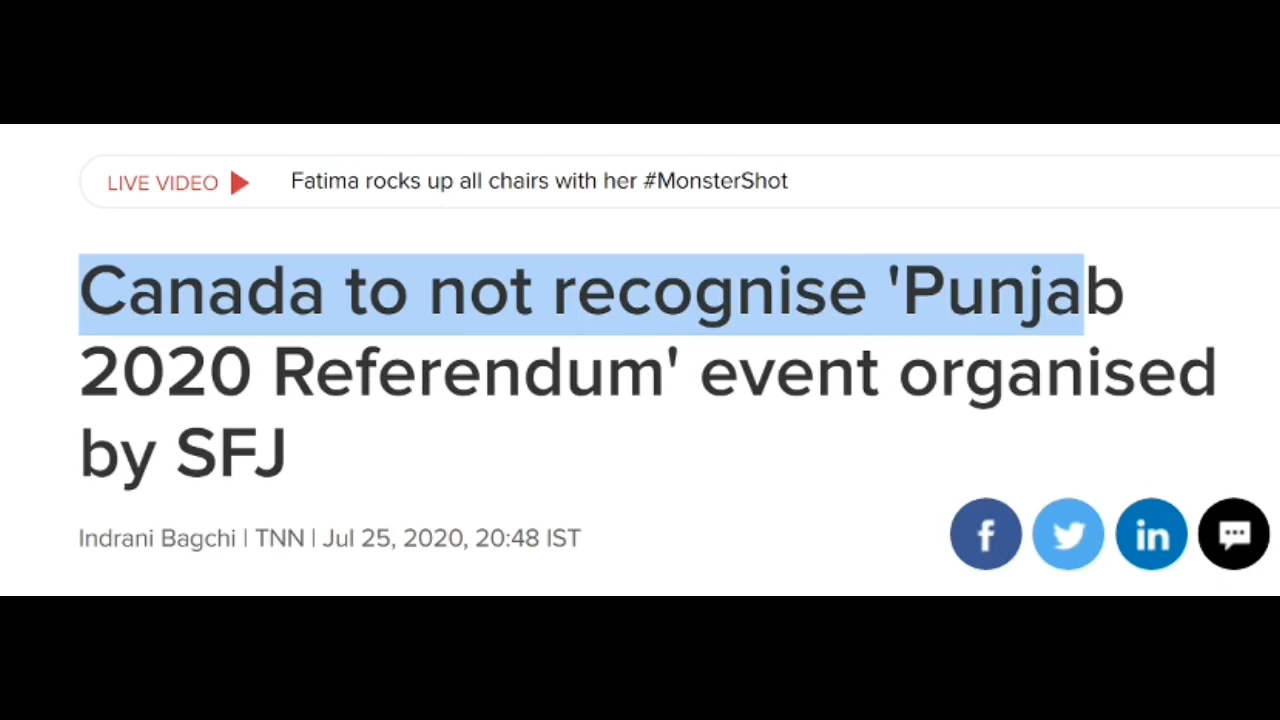 LIVE VIDEO Fatima rocks up all chairs with her #MonsterShot
Canada to not recognise 'Punjab
2020 Referendum' event organised
by SFJ
Indrani Bagchi | TNN | Jul 25, 2020, 20:48 IST